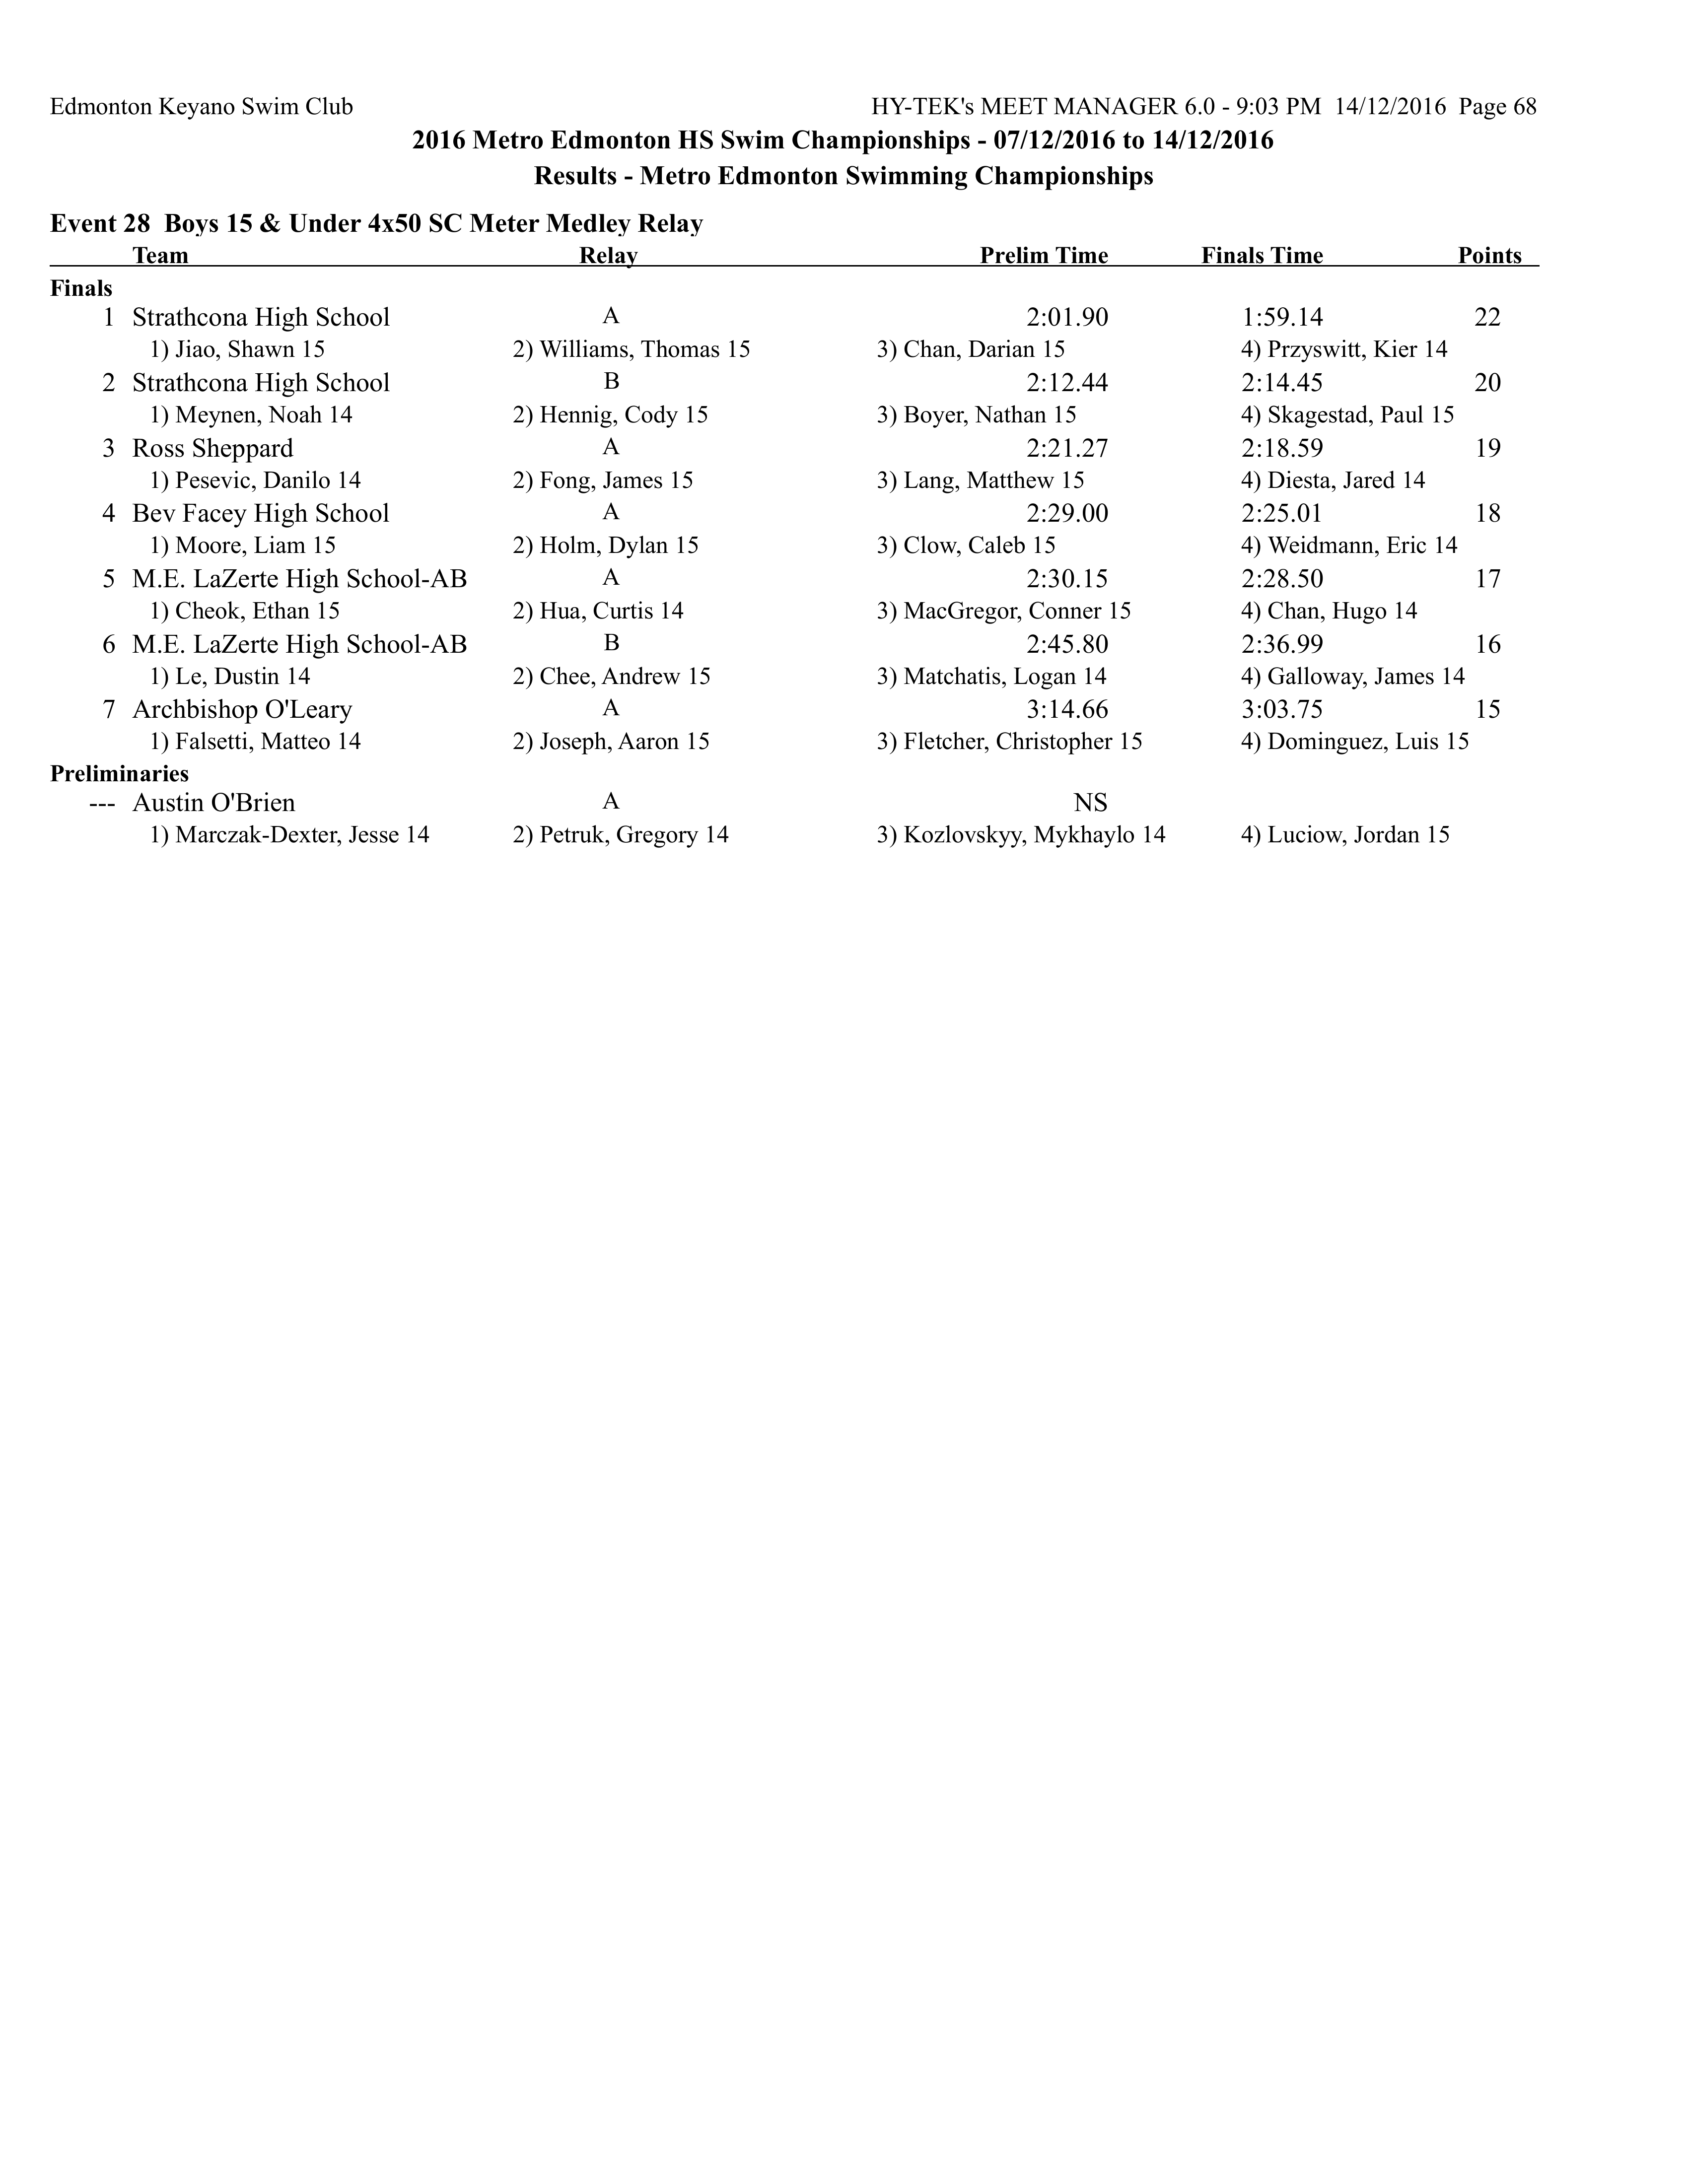 Edmonton Keyano Swim Club HY-TEK's MEET MANAGER 6.0 - 9:03 PM 14/12/2016 Page 68
2016 Metro Edmonton HS Swim Championships - 07/12/2016 to 14/12/2016
Results - Metro Edmonton Swimming Championships
Event 28 Boys 15 & Under 4x50 SC Meter Medley Relay
Team Relay Prelim Time Finals Time Points
Finals
1 Strathcona High School A 2:01.90 1:59.14 22
1) Jiao, Shawn 15 2) Williams, Thomas 15 3) Chan, Darian 15 4) Przyswitt, Kier 14
2 Strathcona High School B 2:12.44 2:14.45 20
1) Meynen, Noah 14 2) Hennig, Cody 15 3) Boyer, Nathan 15 4) Skagestad, Paul 15
3 Ross Sheppard A 2:21.27 2:18.59 19
1) Pesevic, Danilo 14 2) Fong, James 15 3) Lang, Matthew 15 4) Diesta, Jared 14
4 Bev Facey High School A 2:29.00 2:25.01 18
1) Moore, Liam 15 2) Holm, Dylan 15 3) Clow, Caleb 15 4) Weidmann, Eric 14
5 M.E. LaZerte High School-AB A 2:30.15 2:28.50 17
1) Cheok, Ethan 15 2) Hua, Curtis 14 3) MacGregor, Conner 15 4) Chan, Hugo 14
6 M.E. LaZerte High School-AB B 2:45.80 2:36.99 16
1) Le, Dustin 14 2) Chee, Andrew 15 3) Matchatis, Logan 14 4) Galloway, James 14
7 Archbishop O'Leary A 3:14.66 3:03.75 15
1) Falsetti, Matteo 14 2) Joseph, Aaron 15 3) Fletcher, Christopher 15 4) Dominguez, Luis 15
Preliminaries
--- Austin O'Brien A NS
1) Marczak-Dexter, Jesse 14 2) Petruk, Gregory 14 3) Kozlovskyy, Mykhaylo 14 4) Luciow, Jordan 15